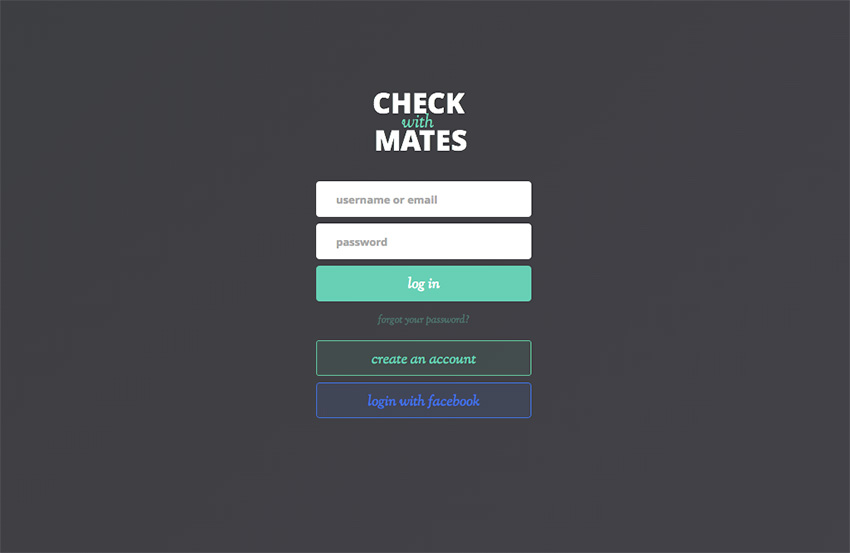 CHECK
with
MATES
username or email
password
log in
forgot your password?
create an account
login with facebook